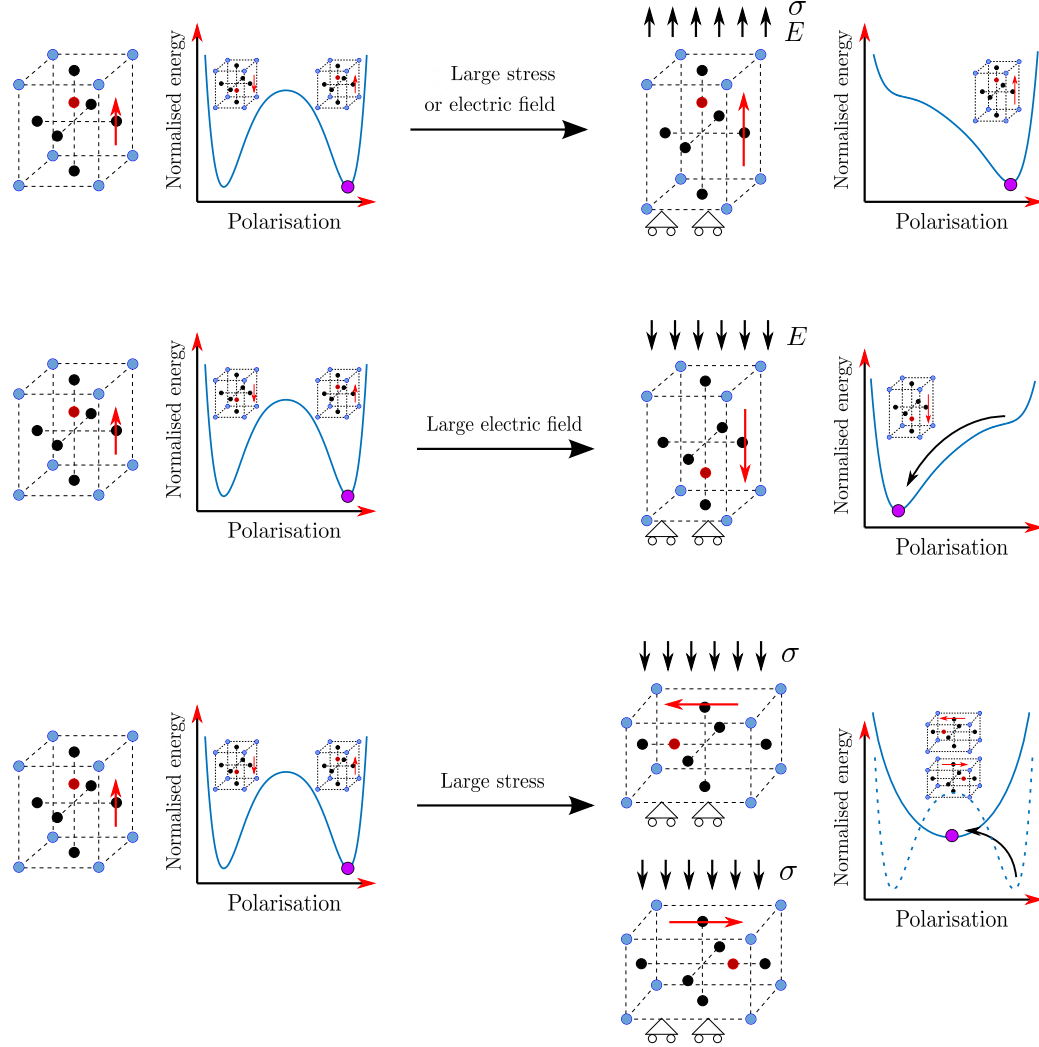 Normalised energy
Polarisation
Large stress
or electric field
σ
E
Normalised energy
Polarisation
Normalised energy
Polarisation
Large electric field
E
Normalised energy
Polarisation
Normalised energy
Polarisation
Large stress
σ
σ
Normalised energy
Polarisation